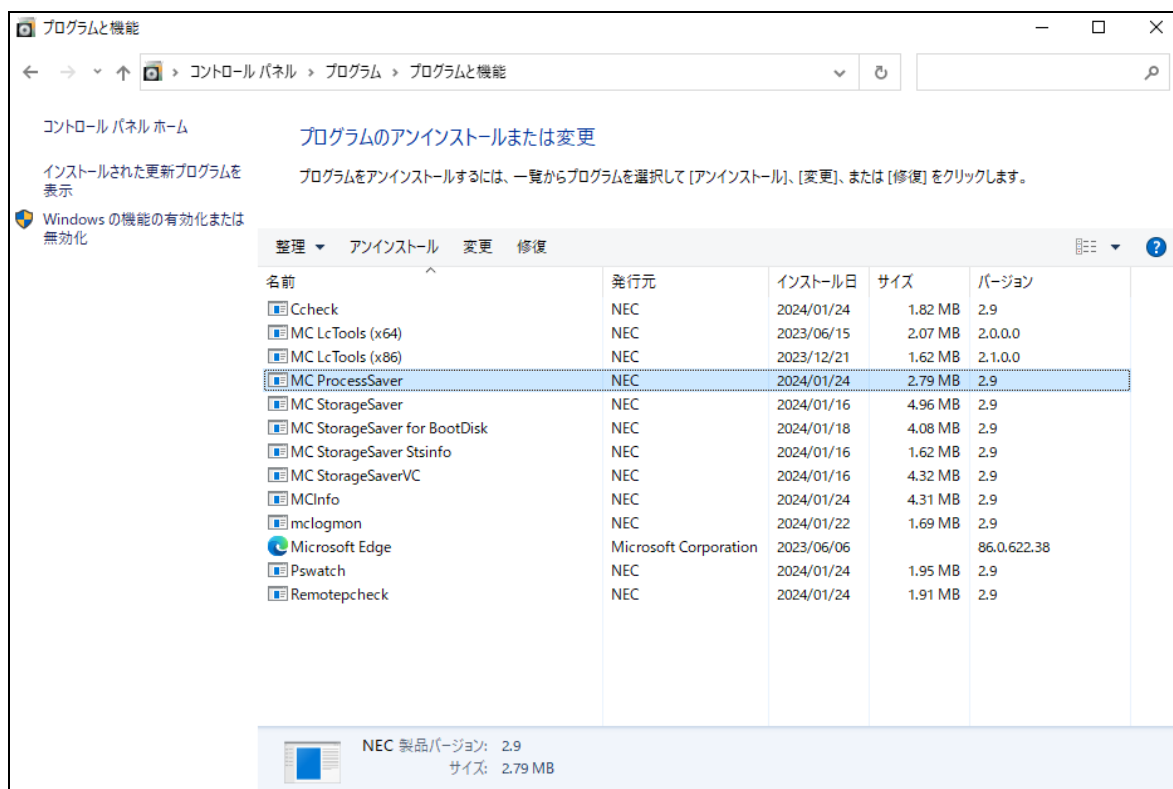 プログラムと機能
コントロール パネル › プログラム › プログラムと機能
コントロール パネル ホーム
インストールされた更新プログラムを
表示
Windows の機能の有効化または
無効化
プログラムのアンインストールまたは変更
プログラムをアンインストールするには、一覧からプログラムを選択して [アンインストール]、[変更]、または [修復] をクリックします。
整理 アンインストール 変更 修復
名前 発行元 インストール日 サイズ バージョン
Ccheck NEC 2024/01/24 1.82 MB 2.9
MC LcTools (x64) NEC 2023/06/15 2.07 MB 2.0.0.0
MC LcTools (x86) NEC 2023/12/21 1.62 MB 2.1.0.0
MC ProcessSaver NEC 2024/01/24 2.79 MB 2.9
MC StorageSaver NEC 2024/01/16 4.96 MB 2.9
MC StorageSaver for BootDisk NEC 2024/01/18 4.08 MB 2.9
MC StorageSaver Stsinfo NEC 2024/01/16 1.62 MB 2.9
MC StorageSaverVC NEC 2024/01/16 4.32 MB 2.9
MCInfo NEC 2024/01/24 4.31 MB 2.9
mclogmon NEC 2024/01/22 1.69 MB 2.9
Microsoft Edge Microsoft Corporation 2023/06/06 86.0.622.38
Pswatch NEC 2024/01/24 1.95 MB 2.9
Remotepcheck NEC 2024/01/24 1.91 MB 2.9
NEC 製品バージョン: 2.9
サイズ: 2.79 MB